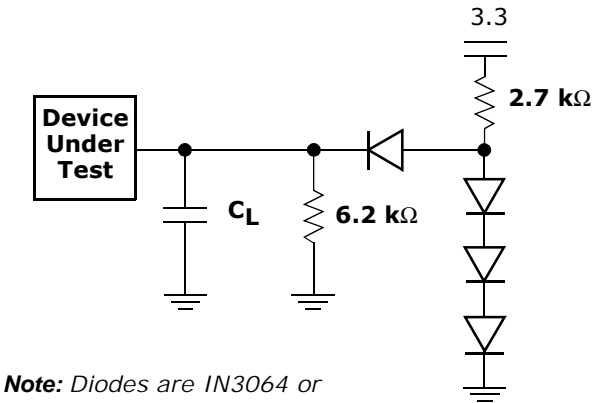 3.3
2.7 kΩ
Device
Under
Test
CL
6.2 kΩ
Note: Diodes are IN3064 or